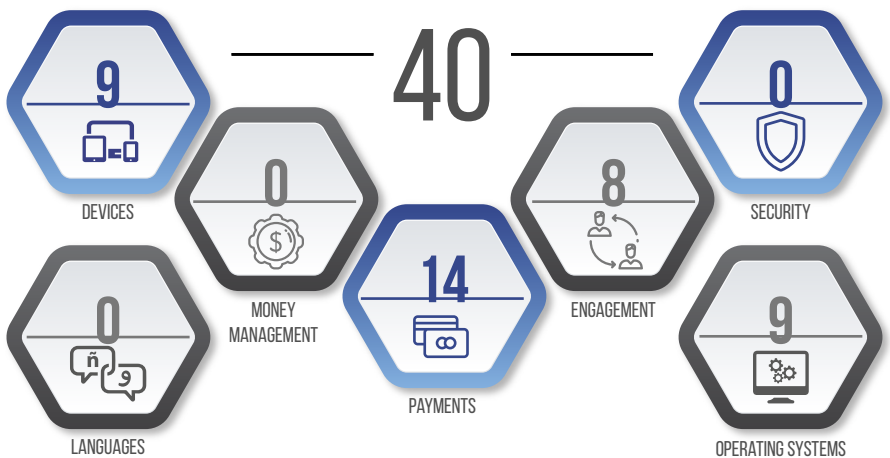 40
9
DEVICES
0
SECURITY
0
MONEY
MANAGEMENT
8
ENGAGEMENT
14
PAYMENTS
0
ñ
و
LANGUAGES
9
OPERATING SYSTEMS
$